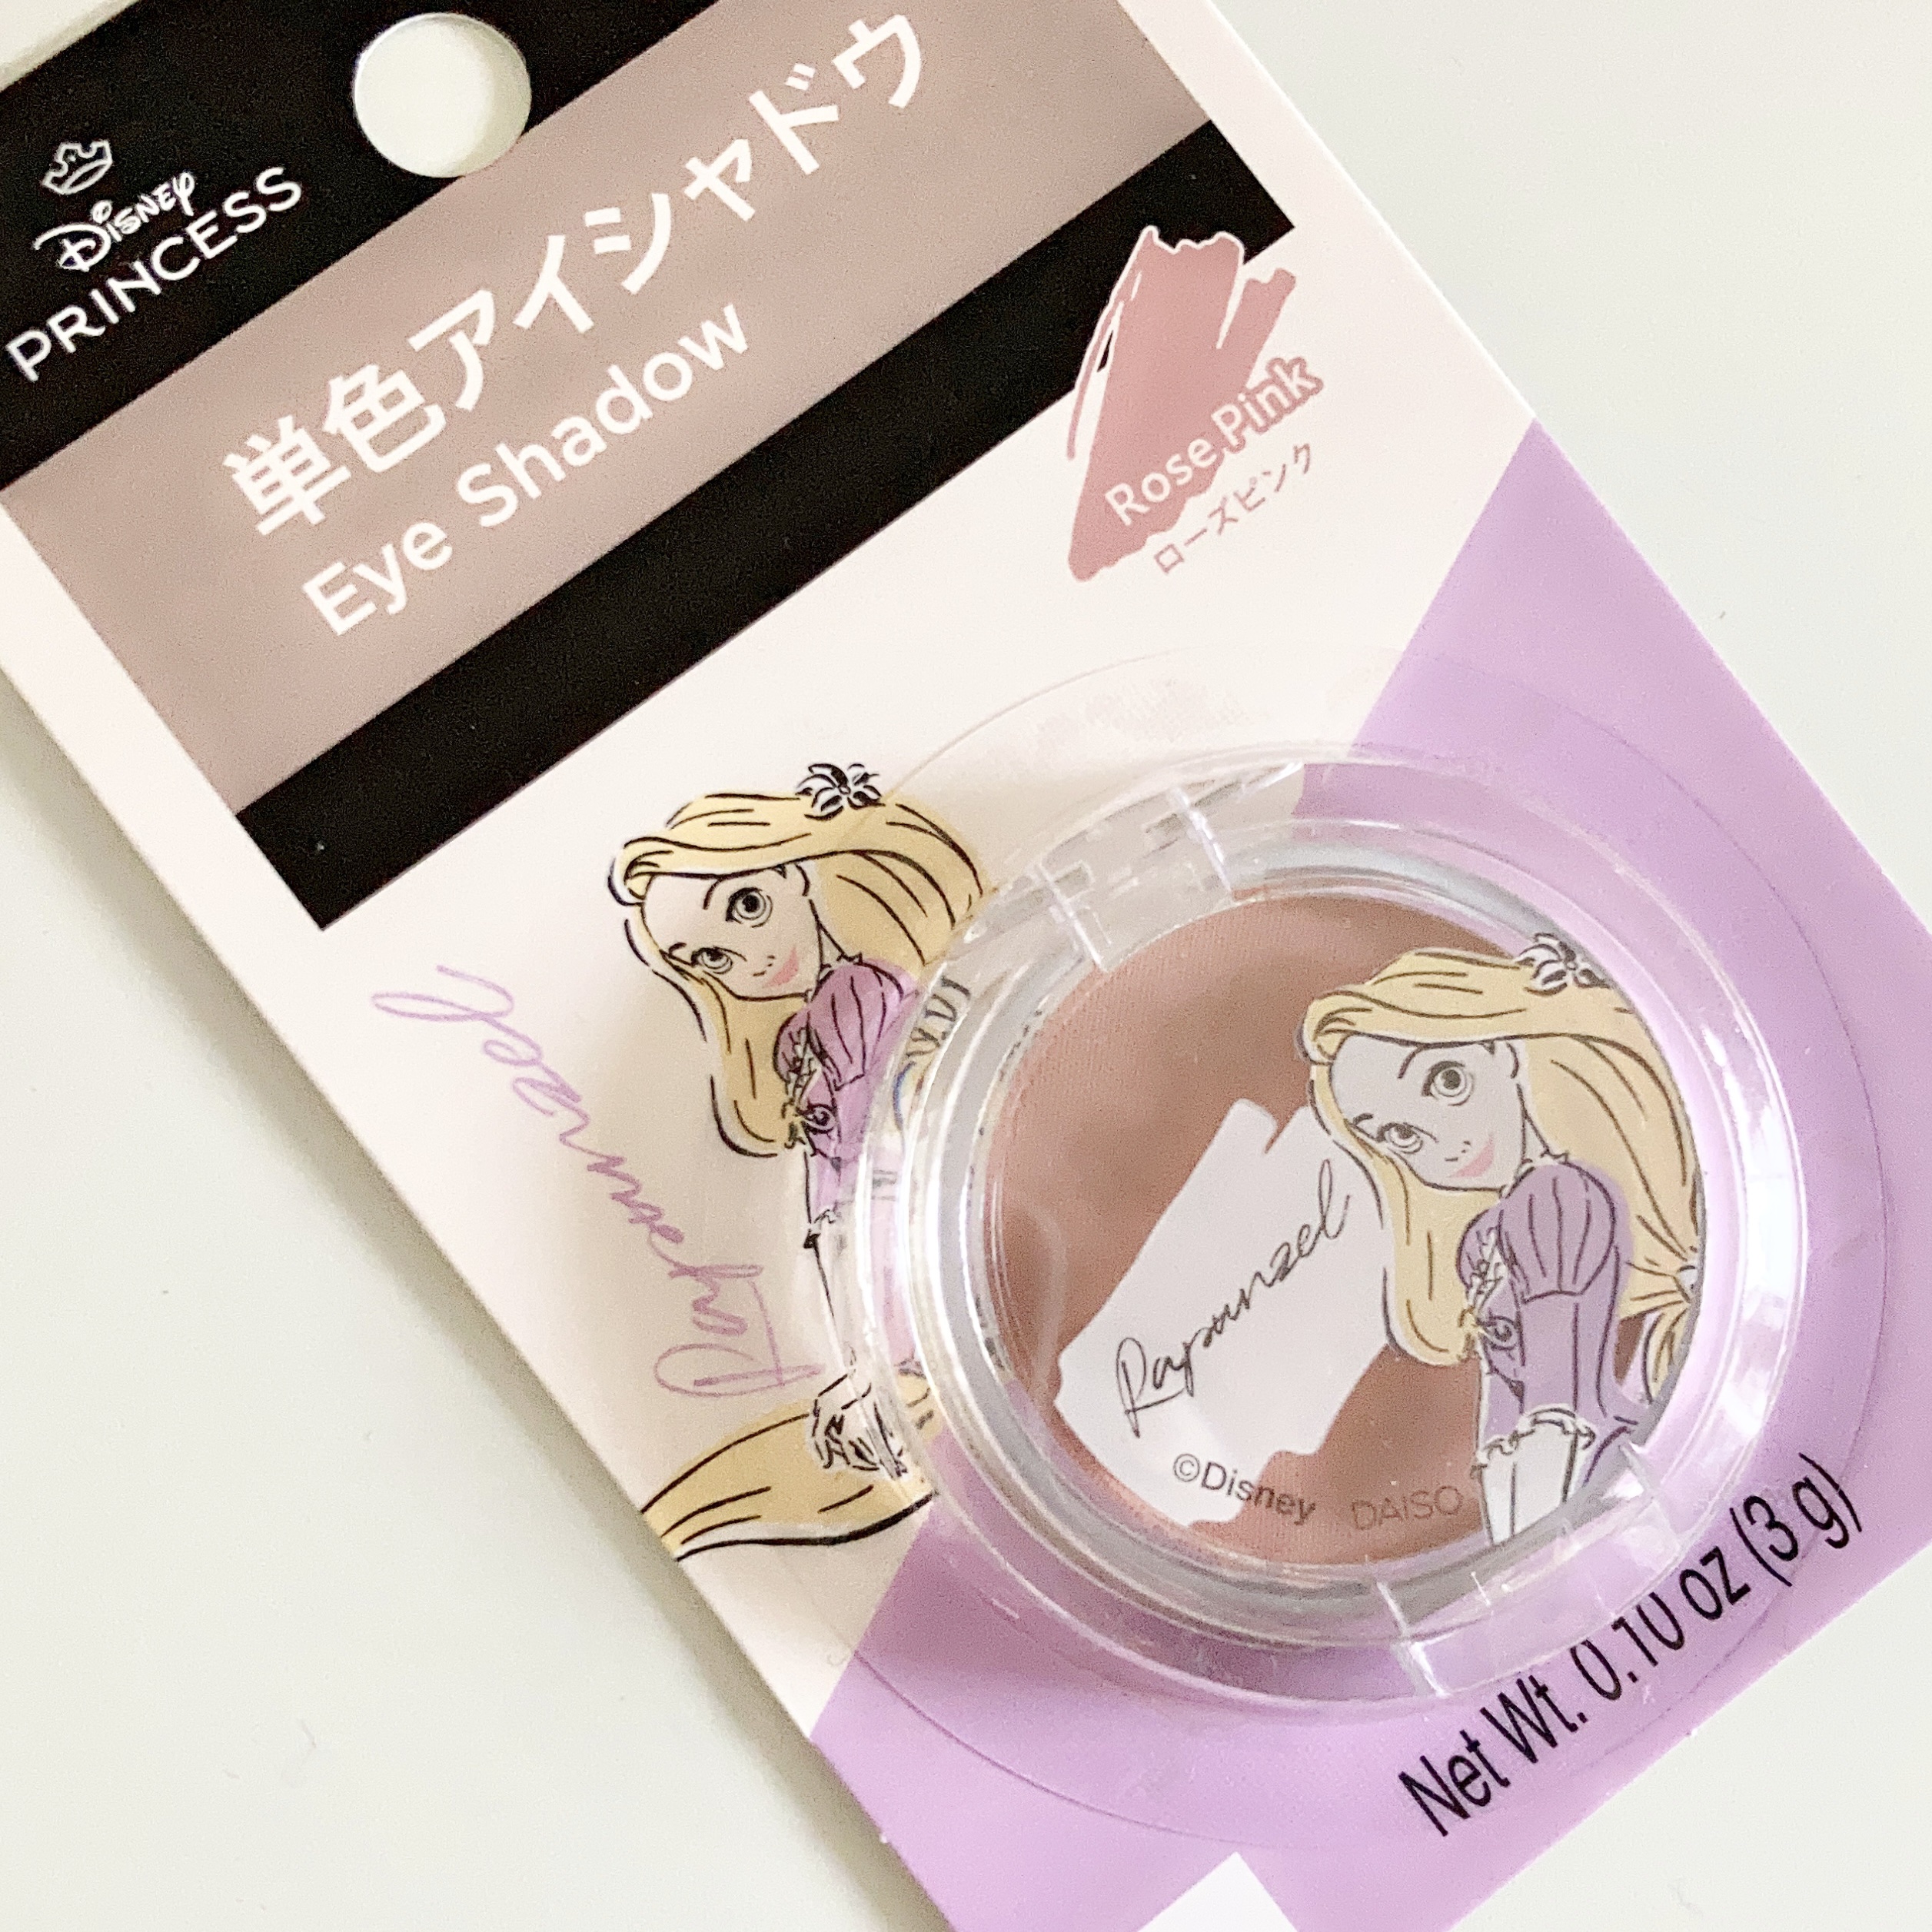 Disney
PRINCESS
単色アイシャドウ
Eye Shadow
Rose Pink
ローズピンク
Rapunzel
Rapunzel
©Disney DAISO
Net Wt. 0.10 oz (3 g)